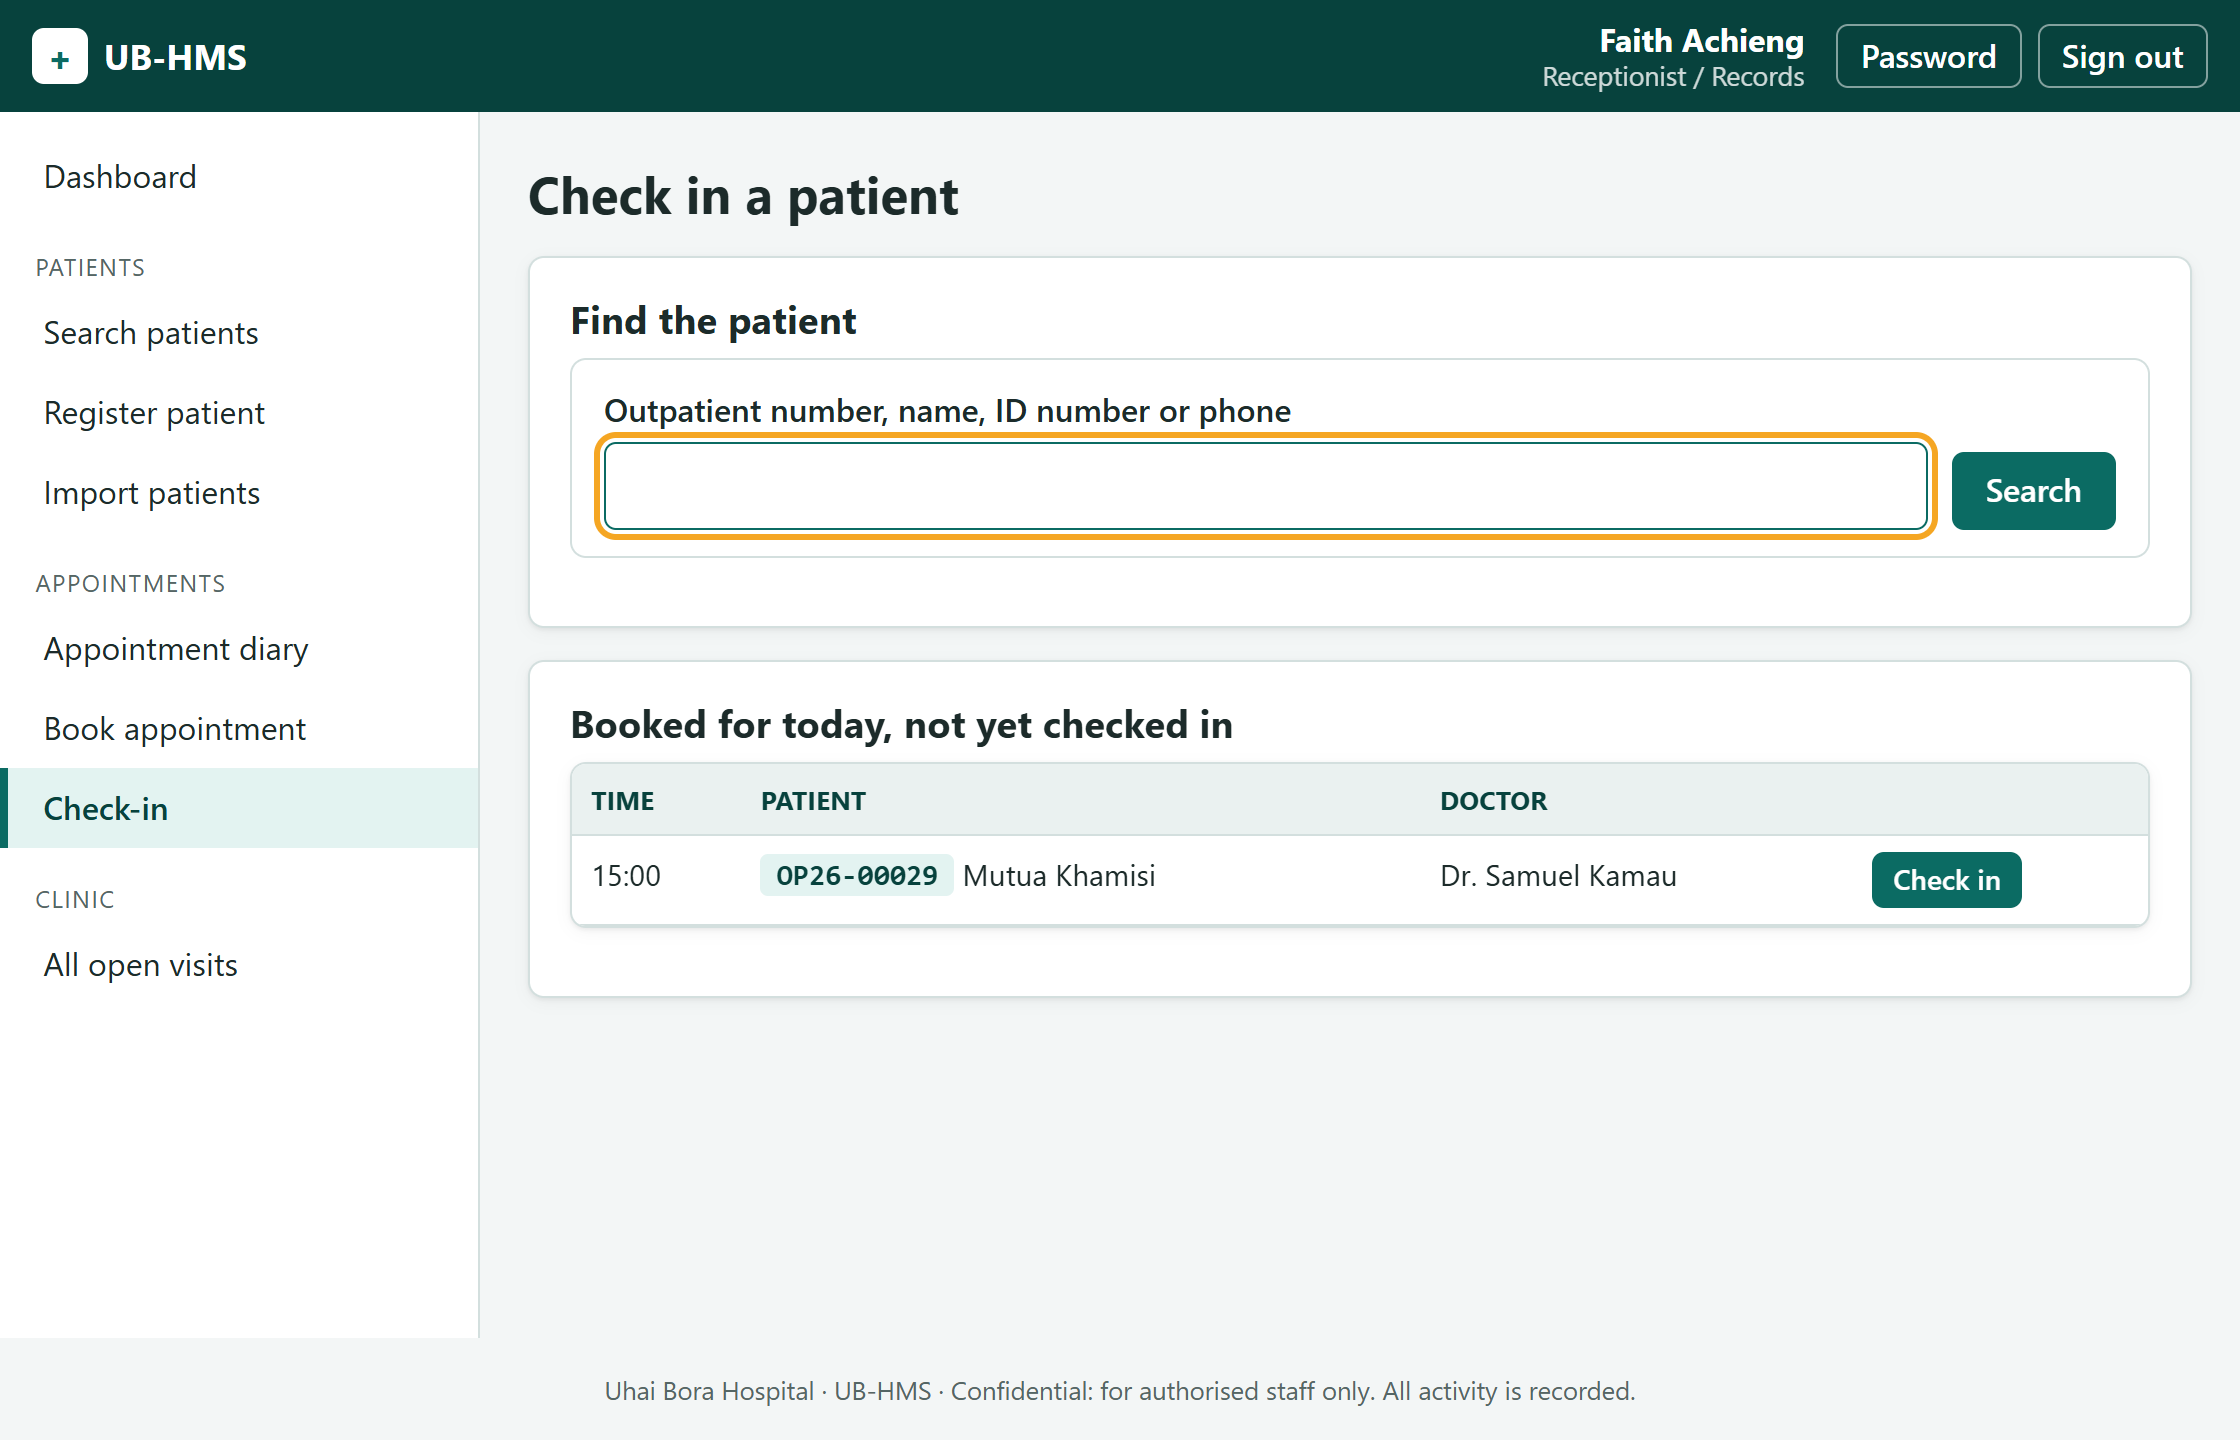 + UB-HMS
Faith Achieng
Receptionist / Records
Password
Sign out
Dashboard
PATIENTS
Search patients
Register patient
Import patients
APPOINTMENTS
Appointment diary
Book appointment
Check-in
CLINIC
All open visits
Check in a patient
Find the patient
Outpatient number, name, ID number or phone
Search
Booked for today, not yet checked in
TIME PATIENT DOCTOR
15:00 OP26-00029 Mutua Khamisi Dr. Samuel Kamau Check in
Uhai Bora Hospital · UB-HMS · Confidential: for authorised staff only. All activity is recorded.